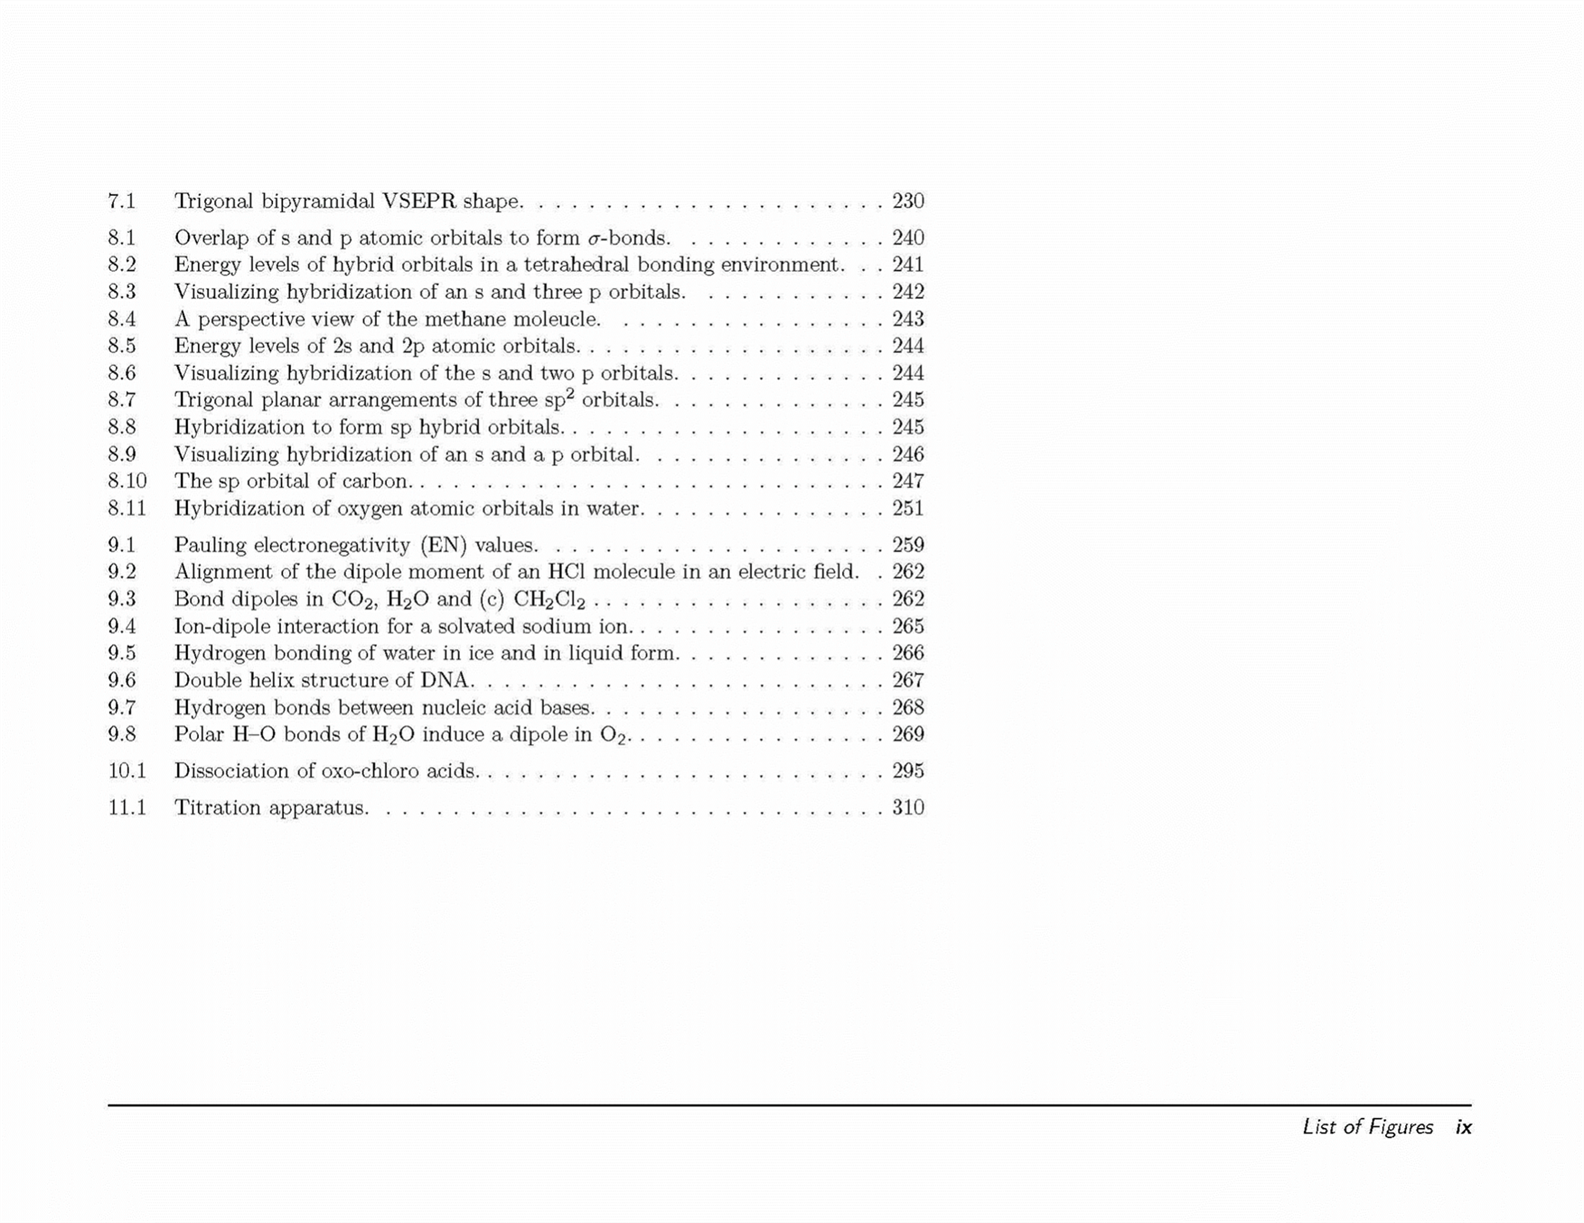 7.1 Trigonal bipyramidal VSEPR shape. . . . . . . . . . . . . . . . . . . . . . 230
8.1 Overlap of s and p atomic orbitals to form σ-bonds. . . . . . . . . . . . . 240
8.2 Energy levels of hybrid orbitals in a tetrahedral bonding environment. . . 241
8.3 Visualizing hybridization of an s and three p orbitals. . . . . . . . . . . . 242
8.4 A perspective view of the methane moleucle. . . . . . . . . . . . . . . . . 243
8.5 Energy levels of 2s and 2p atomic orbitals. . . . . . . . . . . . . . . . . . . 244
8.6 Visualizing hybridization of the s and two p orbitals. . . . . . . . . . . . . 244
8.7 Trigonal planar arrangements of three sp² orbitals. . . . . . . . . . . . . . 245
8.8 Hybridization to form sp hybrid orbitals. . . . . . . . . . . . . . . . . . . . 245
8.9 Visualizing hybridization of an s and a p orbital. . . . . . . . . . . . . . . 246
8.10 The sp orbital of carbon. . . . . . . . . . . . . . . . . . . . . . . . . . . . . 247
8.11 Hybridization of oxygen atomic orbitals in water. . . . . . . . . . . . . . . 251
9.1 Pauling electronegativity (EN) values. . . . . . . . . . . . . . . . . . . . . 259
9.2 Alignment of the dipole moment of an HCl molecule in an electric field. . 262
9.3 Bond dipoles in CO₂, H₂O and (c) CH₂Cl₂ . . . . . . . . . . . . . . . . . . 262
9.4 Ion-dipole interaction for a solvated sodium ion. . . . . . . . . . . . . . . . 265
9.5 Hydrogen bonding of water in ice and in liquid form. . . . . . . . . . . . . 266
9.6 Double helix structure of DNA. . . . . . . . . . . . . . . . . . . . . . . . . 267
9.7 Hydrogen bonds between nucleic acid bases. . . . . . . . . . . . . . . . . . 268
9.8 Polar H–O bonds of H₂O induce a dipole in O₂. . . . . . . . . . . . . . . . 269
10.1 Dissociation of oxo-chloro acids. . . . . . . . . . . . . . . . . . . . . . . . . 295
11.1 Titration apparatus. . . . . . . . . . . . . . . . . . . . . . . . . . . . . . . 310
List of Figures ix